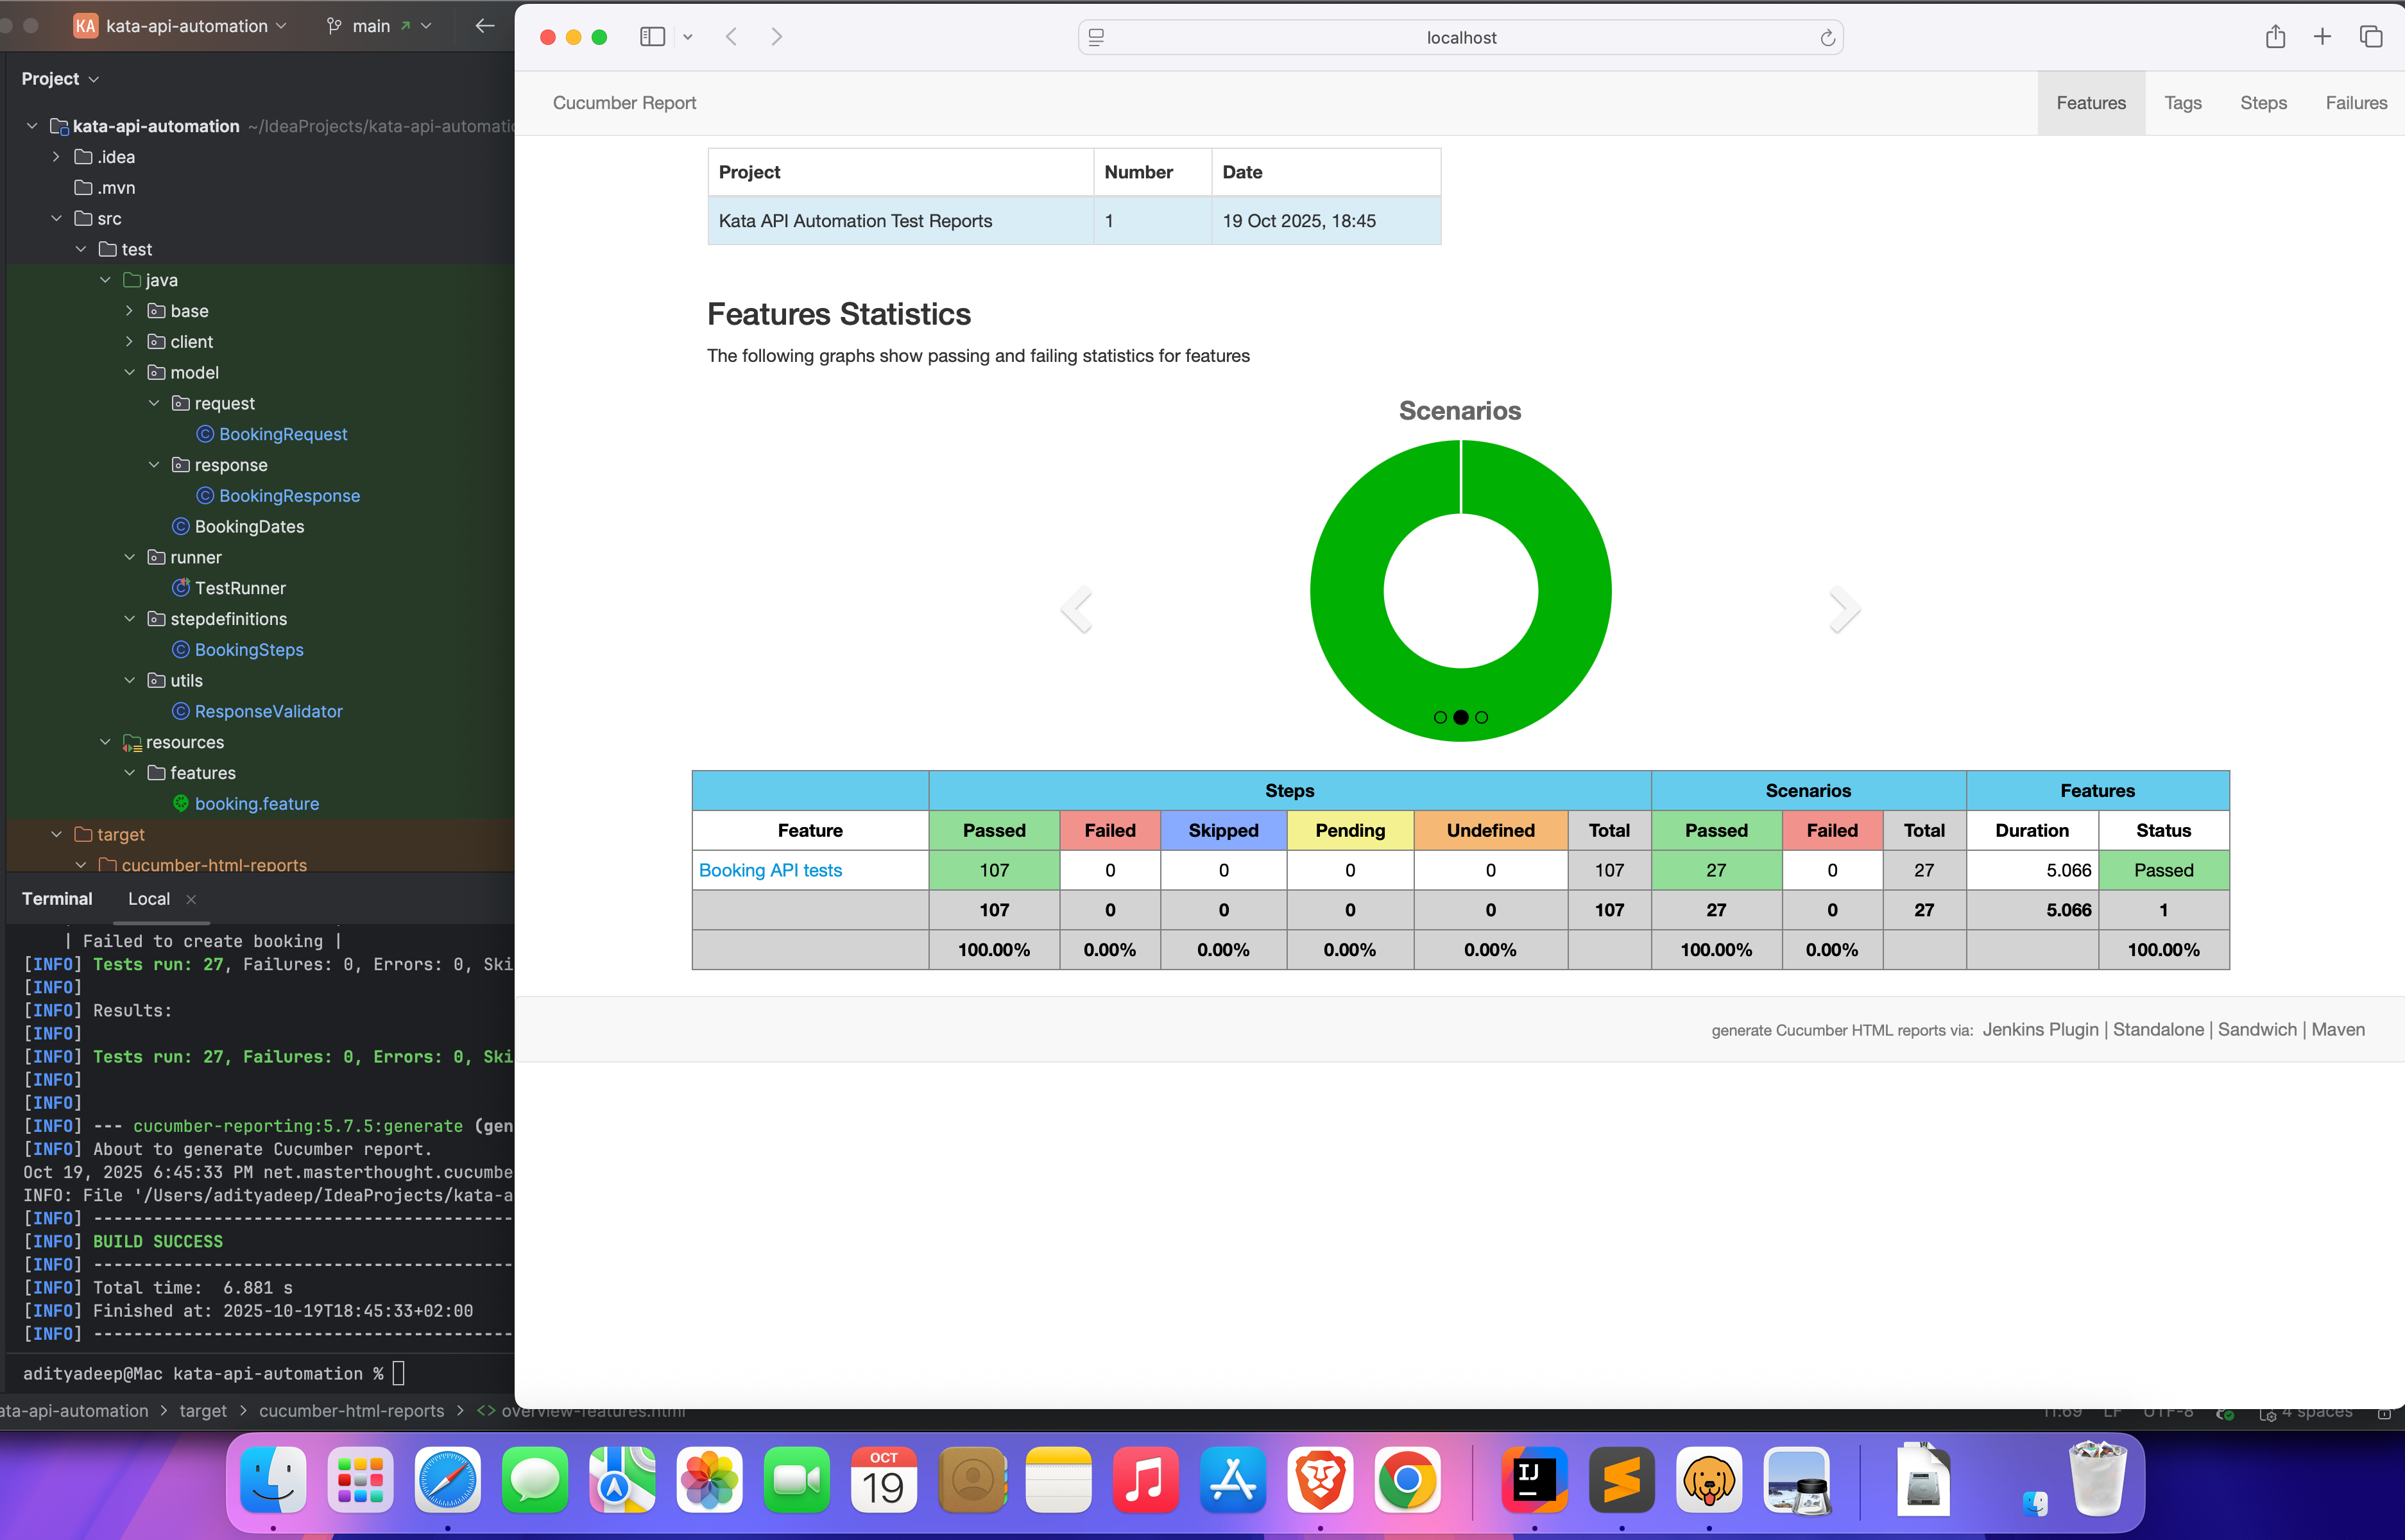 KA kata-api-automation main
Project
kata-api-automation ~/IdeaProjects/kata-api-automatic
.idea
.mvn
src
test
java
base
client
model
request
BookingRequest
response
BookingResponse
BookingDates
runner
TestRunner
stepdefinitions
BookingSteps
utils
ResponseValidator
resources
features
booking.feature
target
cucumber-html-reports
Terminal Local
| Failed to create booking |
[INFO] Tests run: 27, Failures: 0, Errors: 0, Ski
[INFO]
[INFO] Results:
[INFO]
[INFO] Tests run: 27, Failures: 0, Errors: 0, Ski
[INFO]
[INFO]
[INFO] --- cucumber-reporting:5.7.5:generate (gen
[INFO] About to generate Cucumber report.
Oct 19, 2025 6:45:33 PM net.masterthought.cucumbe
INFO: File '/Users/adityadeep/IdeaProjects/kata-a
[INFO] ------------------------------------
[INFO] BUILD SUCCESS
[INFO] ------------------------------------
[INFO] Total time:  6.881 s
[INFO] Finished at: 2025-10-19T18:45:33+02:00
[INFO] ------------------------------------
adityadeep@Mac kata-api-automation %
ata-api-automation > target > cucumber-html-reports > <> overview-features.html
localhost
Cucumber Report Features Tags Steps Failures
Project Number Date
Kata API Automation Test Reports 1 19 Oct 2025, 18:45
Features Statistics
The following graphs show passing and failing statistics for features
Scenarios
Steps Scenarios Features
Feature Passed Failed Skipped Pending Undefined Total Passed Failed Total Duration Status
Booking API tests 107 0 0 0 0 107 27 0 27 5.066 Passed
107 0 0 0 0 107 27 0 27 5.066 1
100.00% 0.00% 0.00% 0.00% 0.00% 100.00% 0.00% 100.00%
generate Cucumber HTML reports via: Jenkins Plugin | Standalone | Sandwich | Maven
11:69 LF UTF-8 4 spaces
OCT
19
IJ